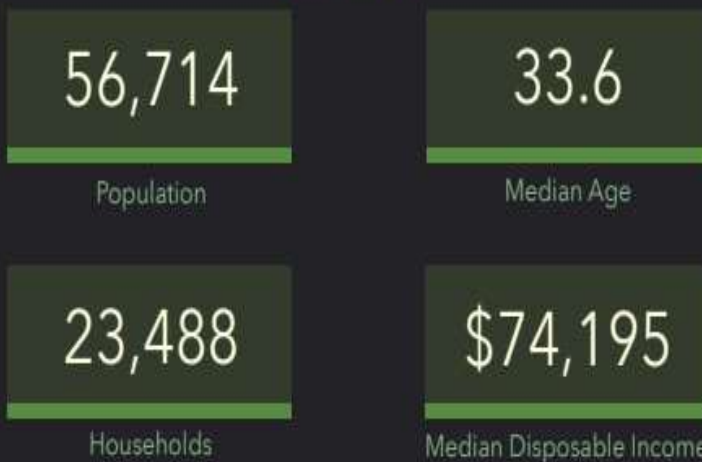 56,714
33.6
Population
Median Age
23,488
$74,195
Households
Median Disposable Income